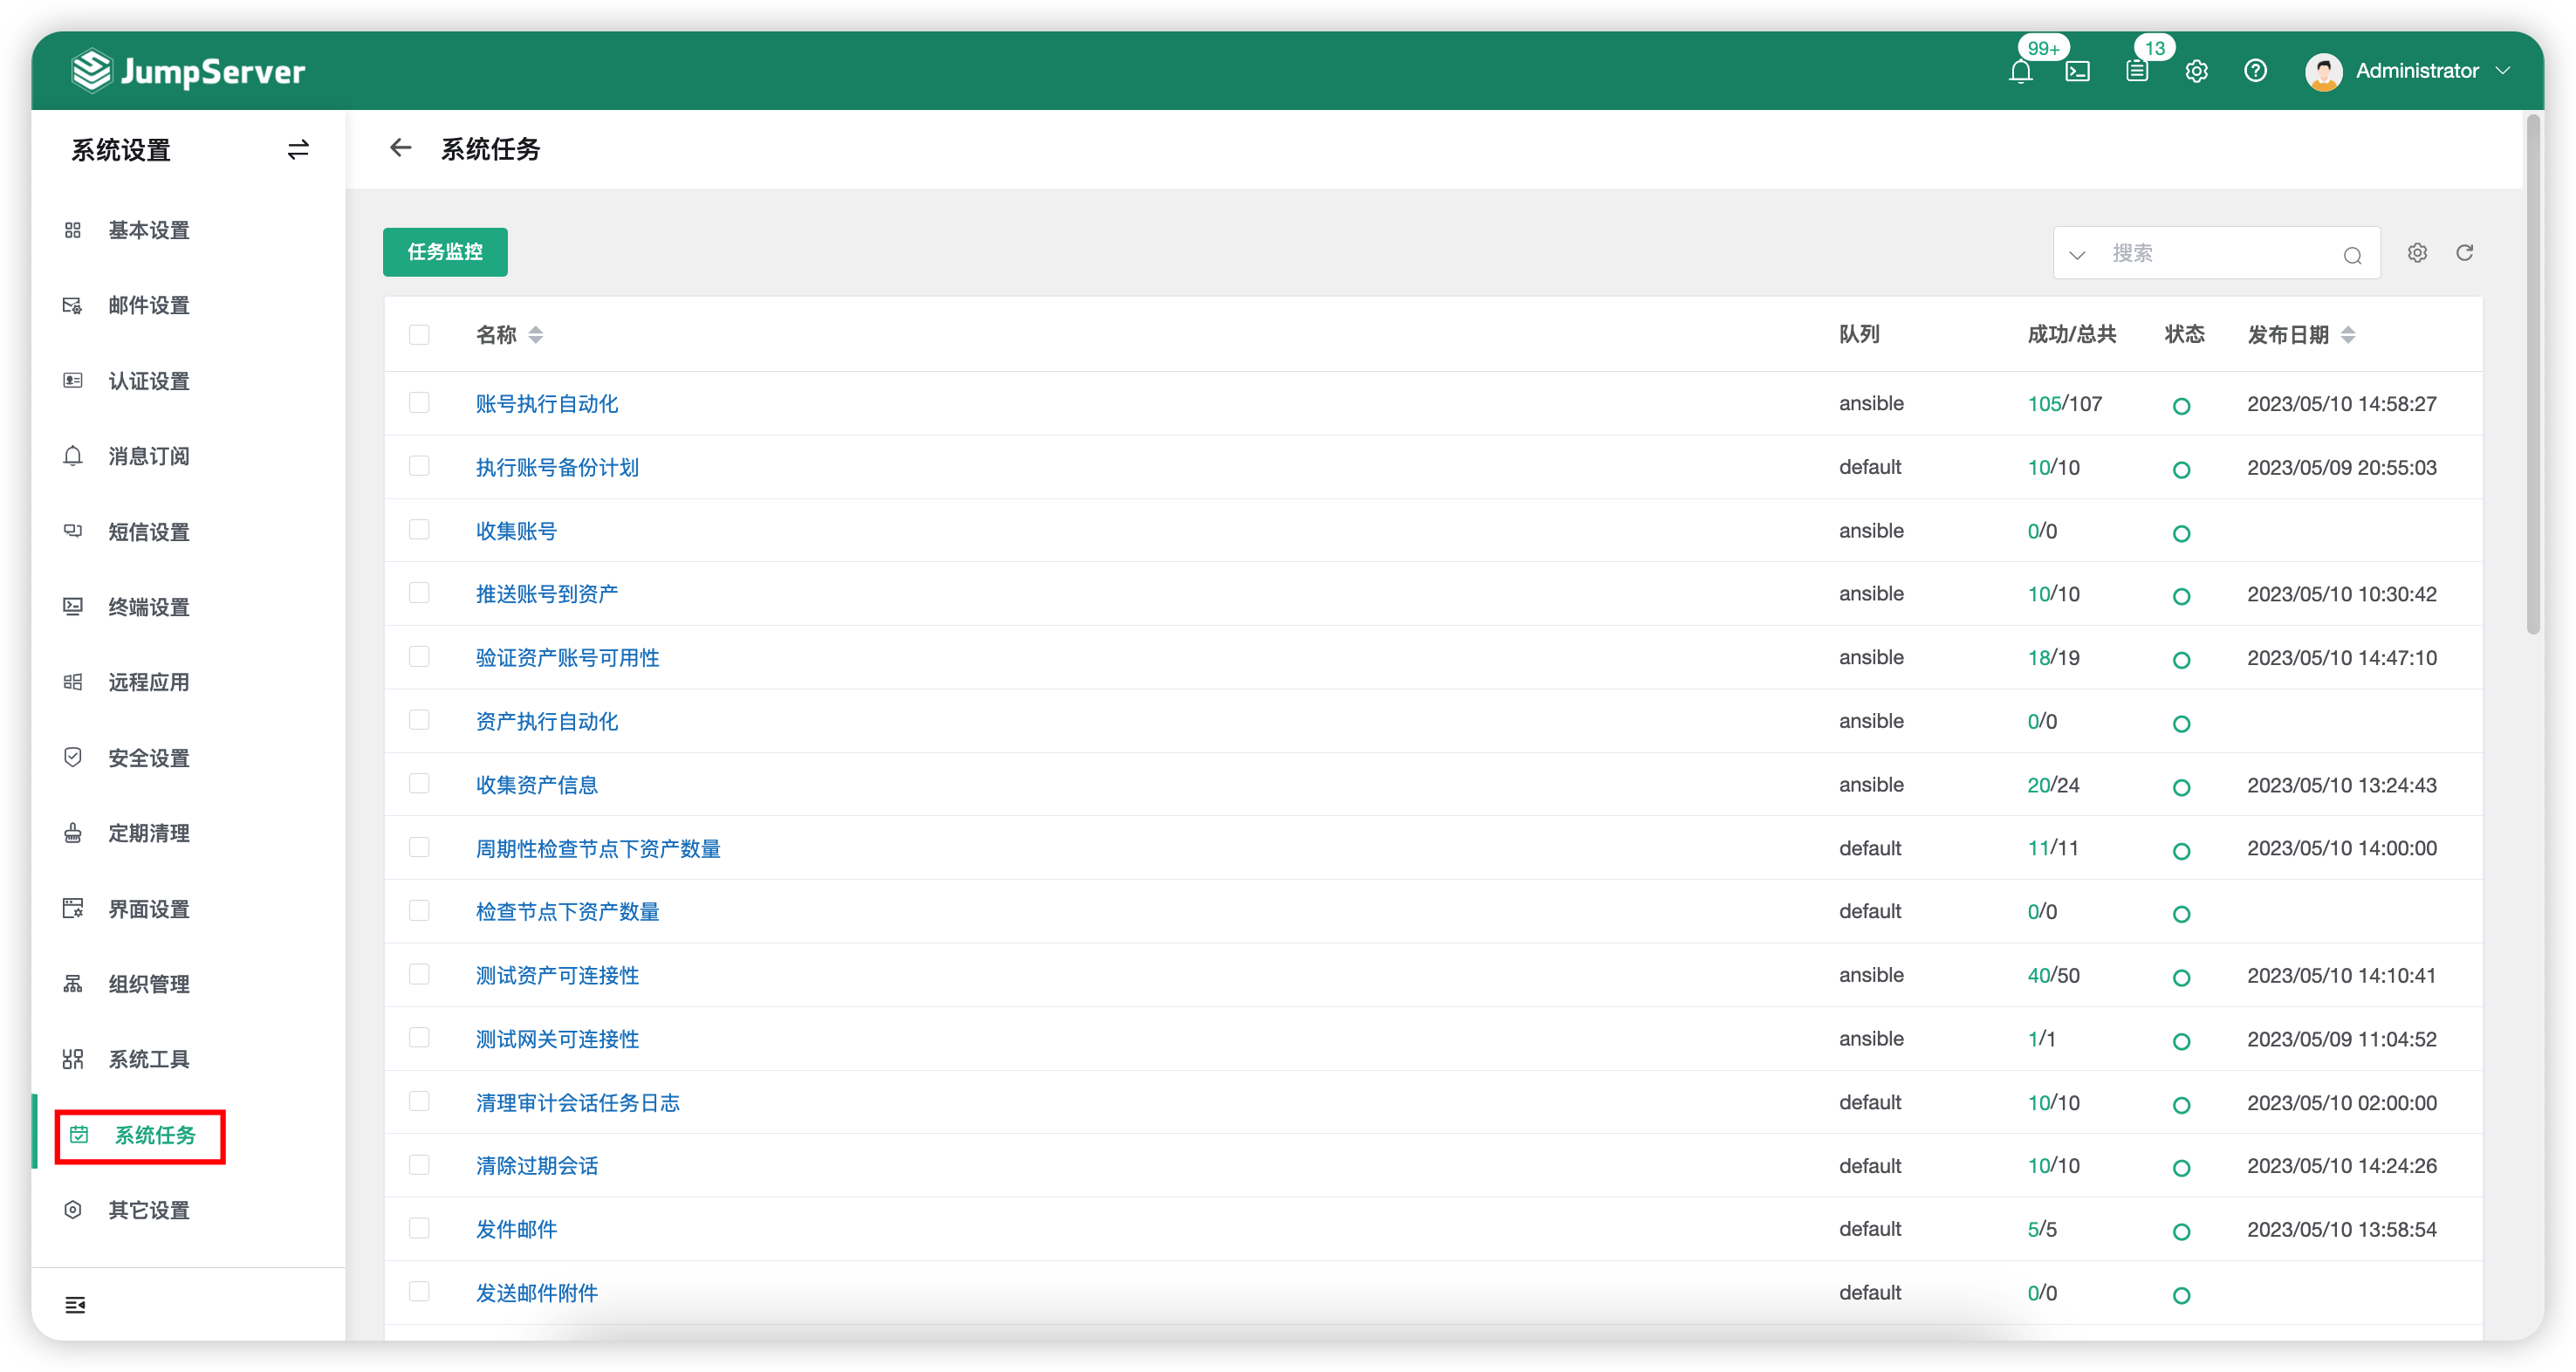 JumpServer
99+
13
Administrator
系统设置
基本设置
邮件设置
认证设置
消息订阅
短信设置
终端设置
远程应用
安全设置
定期清理
界面设置
组织管理
系统工具
系统任务
其它设置
系统任务
任务监控
搜索
名称 队列 成功/总共 状态 发布日期
账号执行自动化 ansible 105/107 2023/05/10 14:58:27
执行账号备份计划 default 10/10 2023/05/09 20:55:03
收集账号 ansible 0/0
推送账号到资产 ansible 10/10 2023/05/10 10:30:42
验证资产账号可用性 ansible 18/19 2023/05/10 14:47:10
资产执行自动化 ansible 0/0
收集资产信息 ansible 20/24 2023/05/10 13:24:43
周期性检查节点下资产数量 default 11/11 2023/05/10 14:00:00
检查节点下资产数量 default 0/0
测试资产可连接性 ansible 40/50 2023/05/10 14:10:41
测试网关可连接性 ansible 1/1 2023/05/09 11:04:52
清理审计会话任务日志 default 10/10 2023/05/10 02:00:00
清除过期会话 default 10/10 2023/05/10 14:24:26
发件邮件 default 5/5 2023/05/10 13:58:54
发送邮件附件 default 0/0